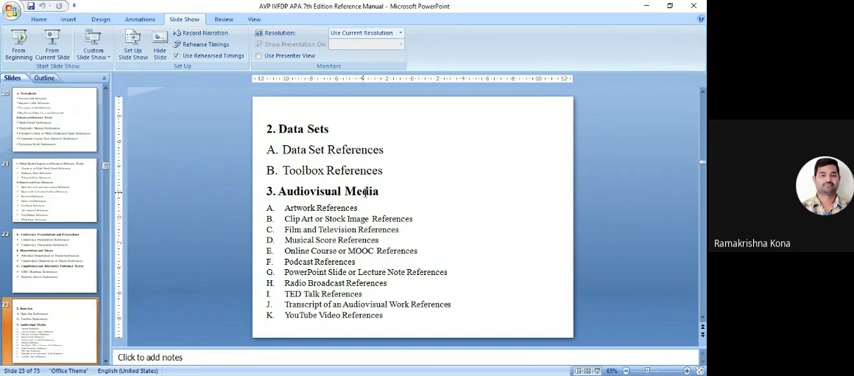 AVP IVFDP APA 7th Edition Reference Manual - Microsoft PowerPoint
Home Insert Design Animations Slide Show Review View
From Beginning
From Current Slide
Custom Slide Show
Start Slide Show
Set Up Slide Show
Hide Slide
Record Narration
Rehearse Timings
Use Rehearsed Timings
Set Up
Resolution: Use Current Resolution
Show Presentation On:
Use Presenter View
Monitors
Slides Outline
2. Data Sets
A. Data Set References
B. Toolbox References
3. Audiovisual Media
A. Artwork References
B. Clip Art or Stock Image References
C. Film and Television References
D. Musical Score References
E. Online Course or MOOC References
F. Podcast References
G. PowerPoint Slide or Lecture Note References
H. Radio Broadcast References
I. TED Talk References
J. Transcript of an Audiovisual Work References
K. YouTube Video References
Click to add notes
Slide 23 of 75 "Office Theme" English (United States) 65%
Ramakrishna Kona